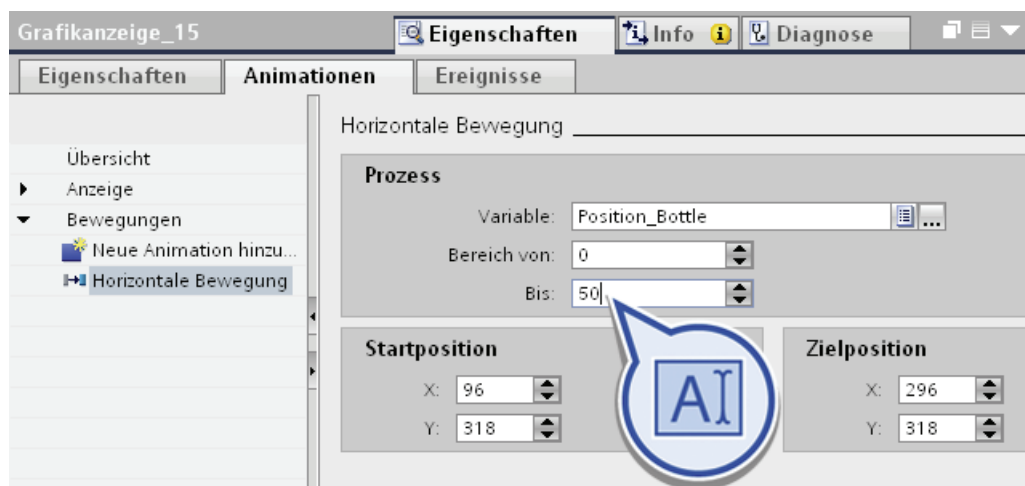 Grafikanzeige_15
Eigenschaften
Info
Diagnose
Eigenschaften
Animationen
Ereignisse
Übersicht
Anzeige
Bewegungen
Neue Animation hinzu...
Horizontale Bewegung
Horizontale Bewegung
Prozess
Variable: Position_Bottle ...
Bereich von: 0
Bis: 50
Startposition
X: 96
Y: 318
A
Zielposition
X: 296
Y: 318